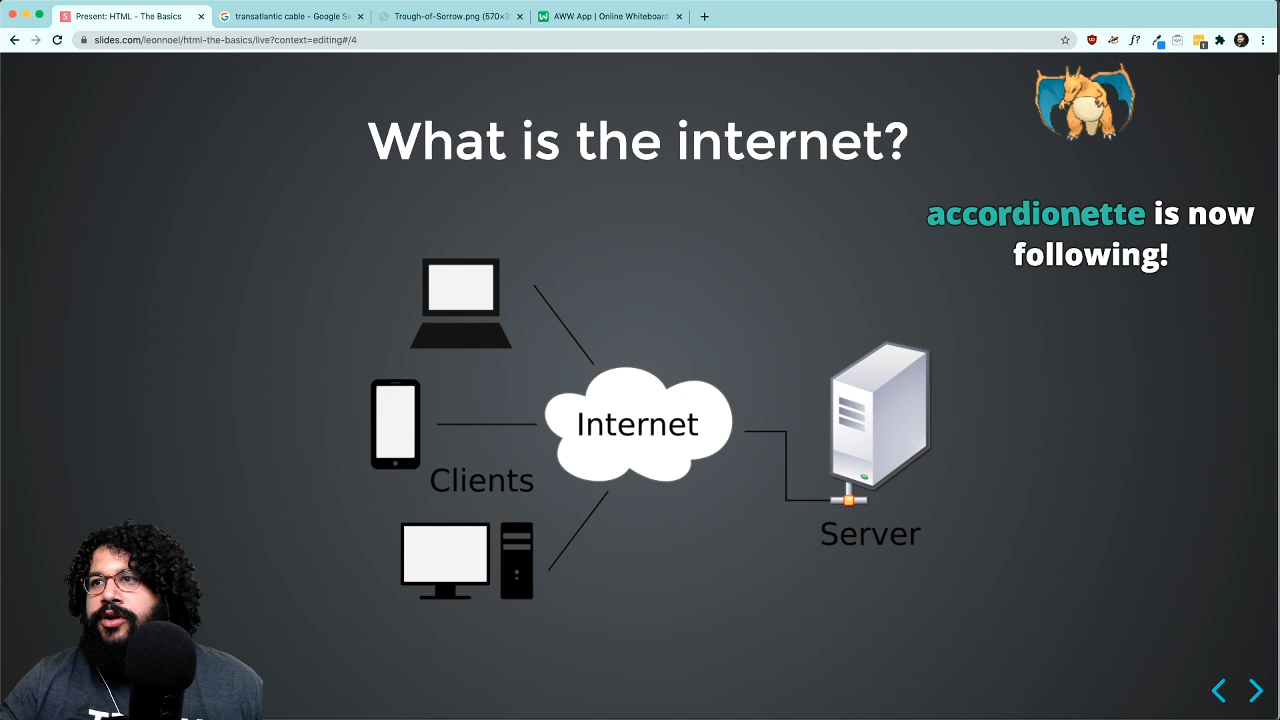 Present: HTML - The Basics
transatlantic cable - Google Se
Trough-of-Sorrow.png (570×3
AWW App | Online Whiteboard
slides.com/leonnoel/html-the-basics/live?context=editing#/4
What is the internet?
accordionette is now
following!
Internet
Clients
Server